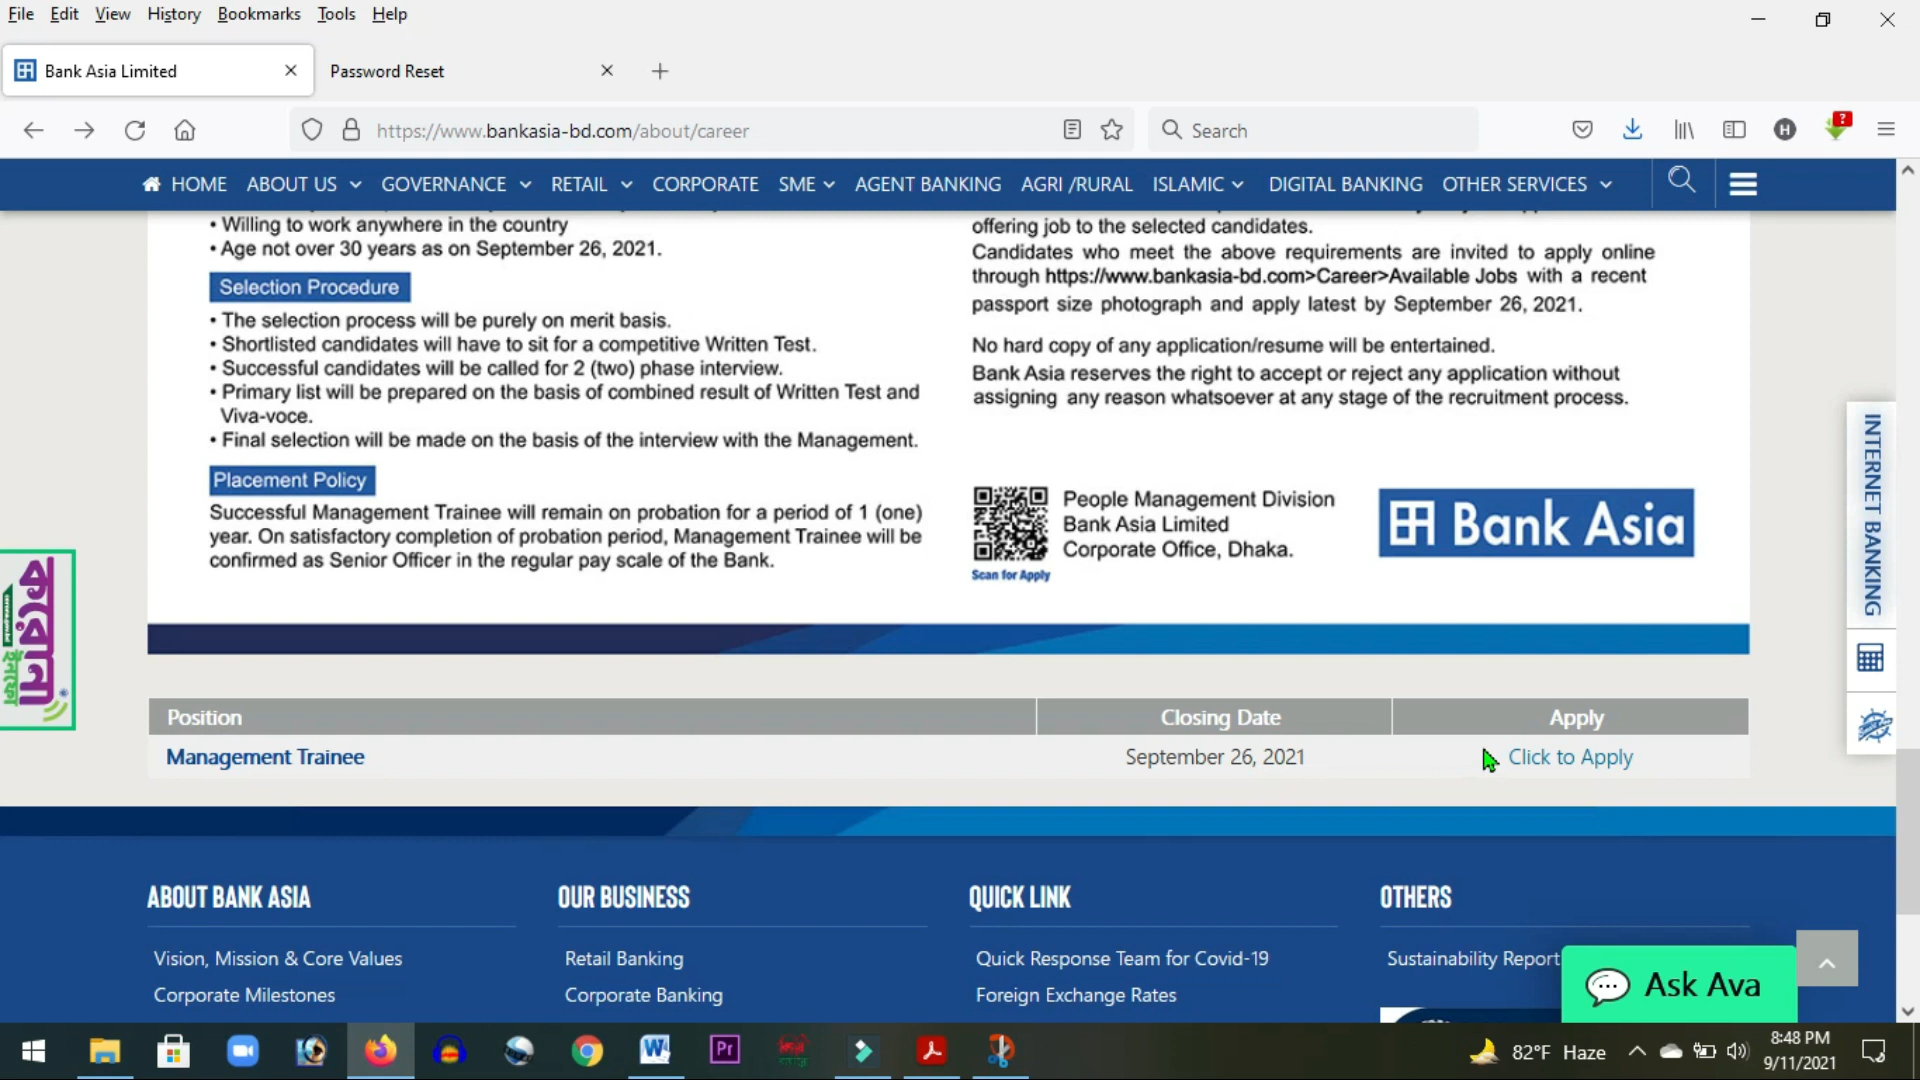 File Edit View History Bookmarks Tools Help
Bank Asia Limited
Password Reset
https://www.bankasia-bd.com/about/career
Search
H
?
HOME ABOUT US GOVERNANCE RETAIL CORPORATE SME AGENT BANKING AGRI /RURAL ISLAMIC DIGITAL BANKING OTHER SERVICES
• Willing to work anywhere in the country
• Age not over 30 years as on September 26, 2021.
Selection Procedure
• The selection process will be purely on merit basis.
• Shortlisted candidates will have to sit for a competitive Written Test.
• Successful candidates will be called for 2 (two) phase interview.
• Primary list will be prepared on the basis of combined result of Written Test and
Viva-voce.
• Final selection will be made on the basis of the interview with the Management.
Placement Policy
Successful Management Trainee will remain on probation for a period of 1 (one)
year. On satisfactory completion of probation period, Management Trainee will be
confirmed as Senior Officer in the regular pay scale of the Bank.
offering job to the selected candidates.
Candidates who meet the above requirements are invited to apply online
through https://www.bankasia-bd.com>Career>Available Jobs with a recent
passport size photograph and apply latest by September 26, 2021.
No hard copy of any application/resume will be entertained.
Bank Asia reserves the right to accept or reject any application without
assigning any reason whatsoever at any stage of the recruitment process.
Scan for Apply
People Management Division
Bank Asia Limited
Corporate Office, Dhaka.
Bank Asia
INTERNET BANKING
করোনা
ইনফো
Position Closing Date Apply
Management Trainee September 26, 2021 Click to Apply
ABOUT BANK ASIA
Vision, Mission & Core Values
Corporate Milestones
OUR BUSINESS
Retail Banking
Corporate Banking
QUICK LINK
Quick Response Team for Covid-19
Foreign Exchange Rates
OTHERS
Sustainability Report
Ask Ava
W
Pr
82°F Haze
8:48 PM
9/11/2021